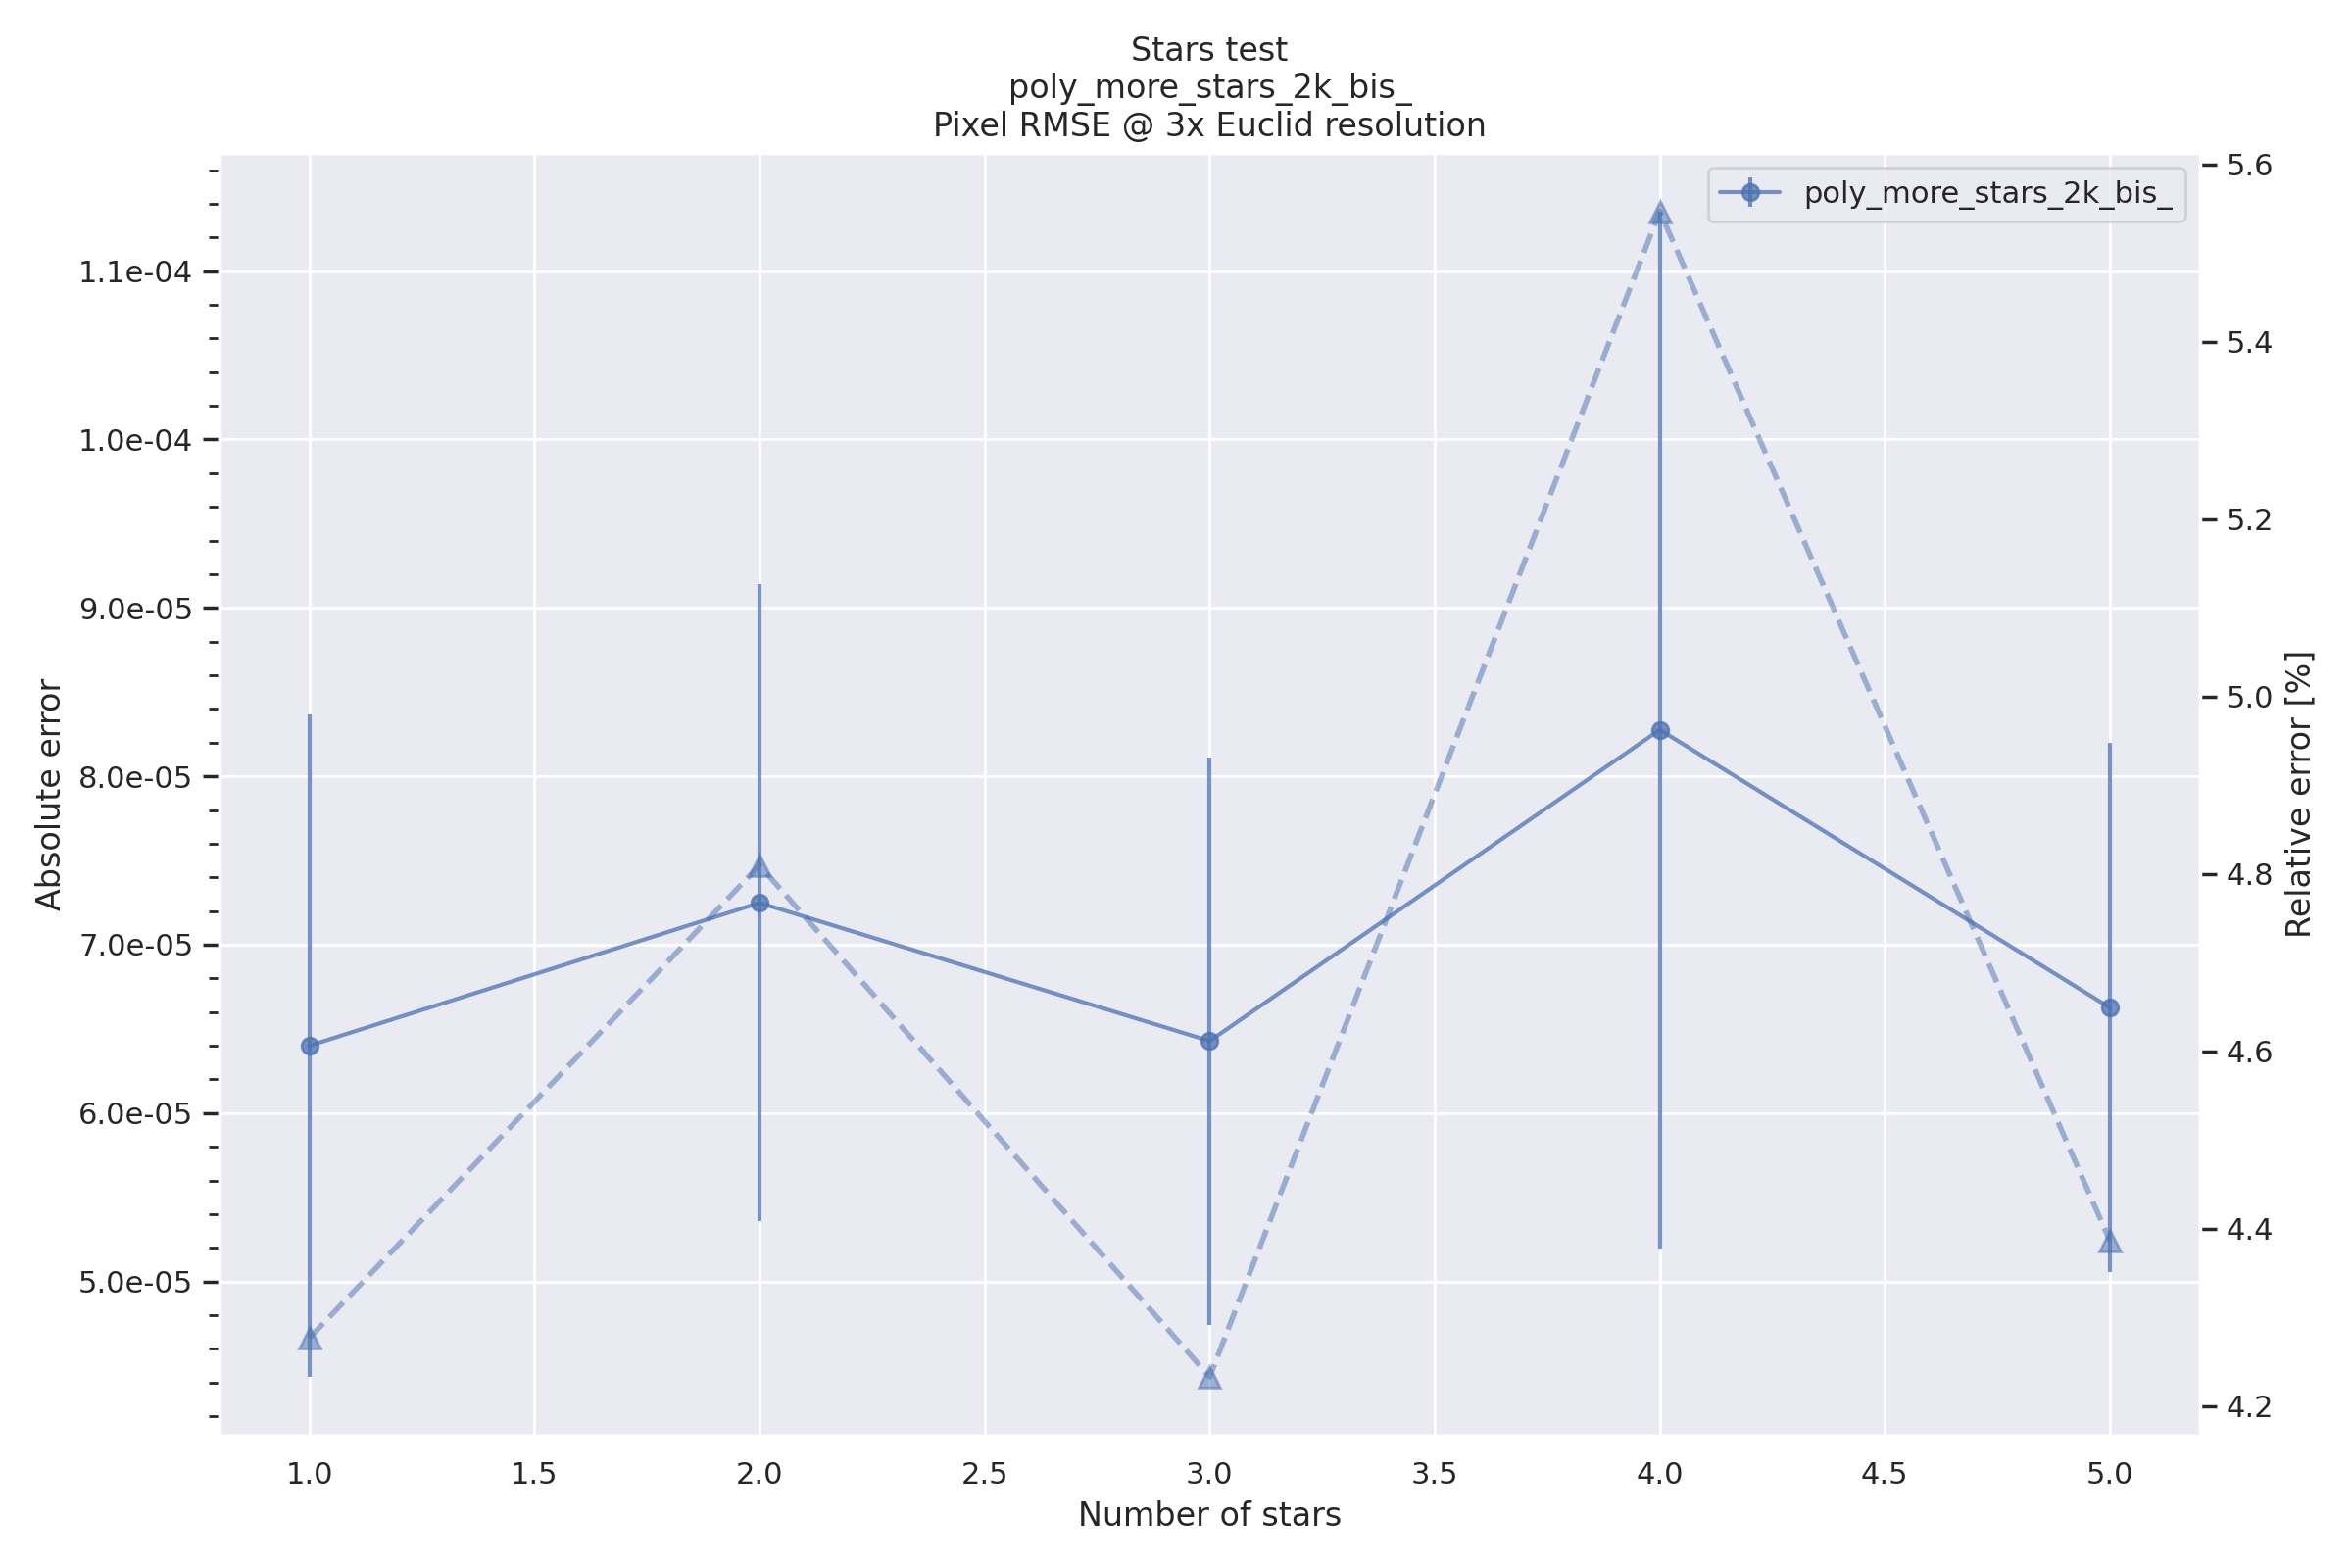 Stars test
poly_more_stars_2k_bis_
Pixel RMSE @ 3x Euclid resolution
poly_more_stars_2k_bis_
Absolute error
1.1e-04
1.0e-04
9.0e-05
8.0e-05
7.0e-05
6.0e-05
5.0e-05
5.6
5.4
5.2
5.0
4.8
4.6
4.4
4.2
Relative error [%]
1.0 1.5 2.0 2.5 3.0 3.5 4.0 4.5 5.0
Number of stars